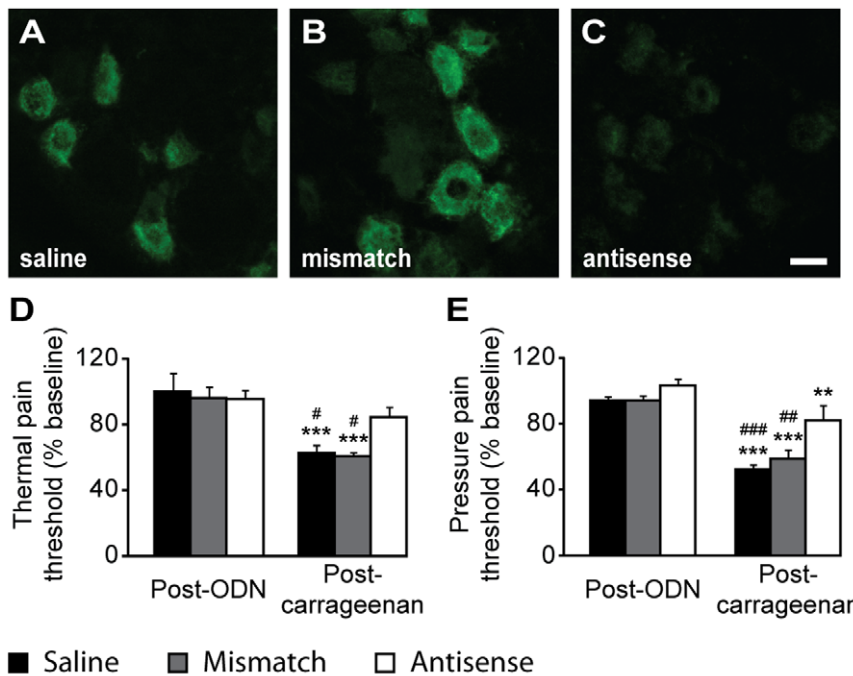 A
B
C
saline
mismatch
antisense
D
E
Thermal pain
threshold (% baseline)
120
80
40
0
#
***
#
***
Post-ODN
Post-
carrageenan
Pressure pain
threshold (% baseline)
120
80
40
0
###
***
##
***
**
Post-ODN
Post-
carrageenan
Saline
Mismatch
Antisense